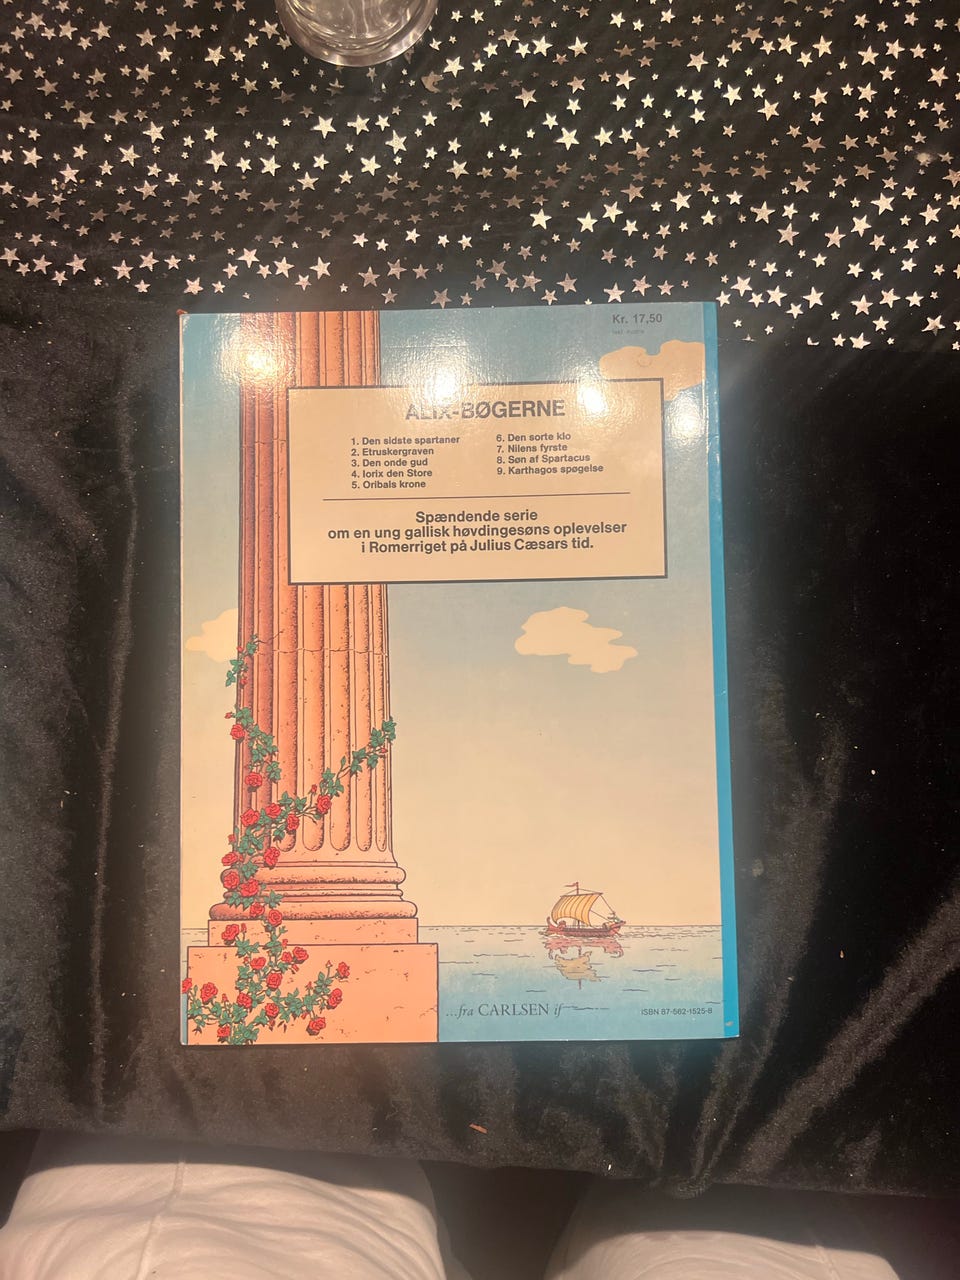 Kr. 17,50
inkl. moms
ALIX-BØGERNE
1. Den sidste spartaner
2. Etruskergraven
3. Den onde gud
4. Iorix den Store
5. Oribals krone
6. Den sorte klo
7. Nilens fyrste
8. Søn af Spartacus
9. Karthagos spøgelse
Spændende serie
om en ung gallisk høvdingesøns oplevelser
i Romerriget på Julius Cæsars tid.
...fra CARLSEN if
ISBN 87-562-1525-8